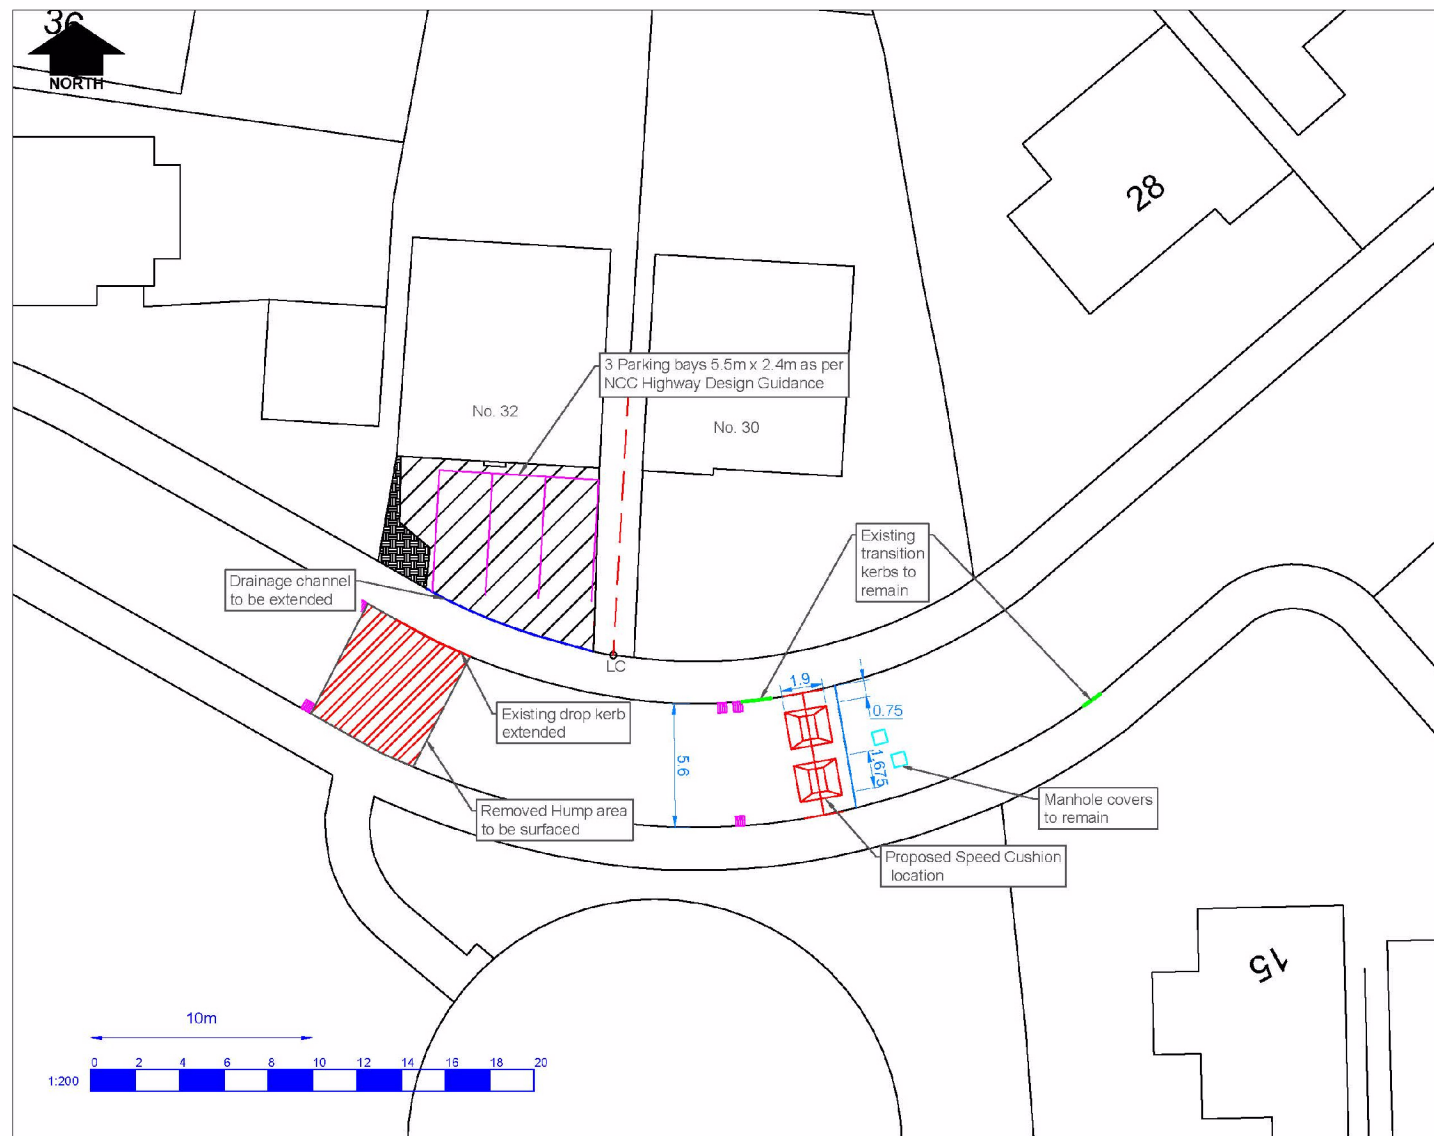 36
NORTH
28
3 Parking bays 5.5m x 2.4m as per
NCC Highway Design Guidance
No. 32
No. 30
Existing
transition
kerbs to
remain
Drainage channel
to be extended
LC
1.9
0.75
Existing drop kerb
extended
5.6
1.675
Manhole covers
to remain
Removed Hump area
to be surfaced
Proposed Speed Cushion
location
15
10m
0 2 4 6 8 10 12 14 16 18 20
1:200